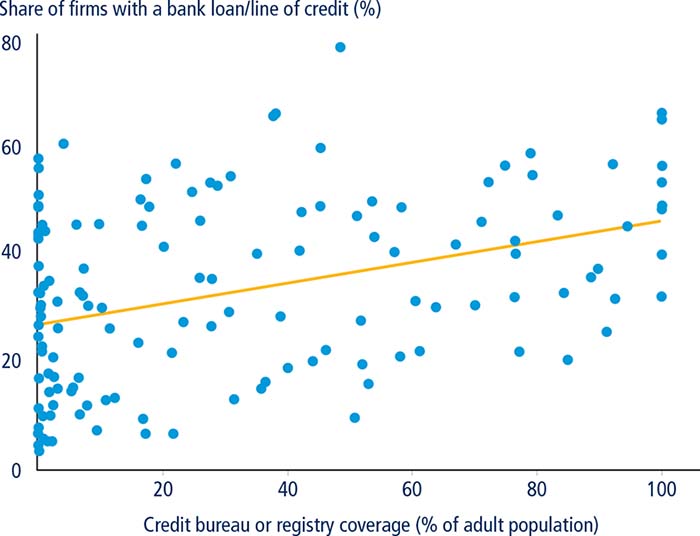 Share of firms with a bank loan/line of credit (%)
80
60
40
20
0
20 40 60 80 100
Credit bureau or registry coverage (% of adult population)